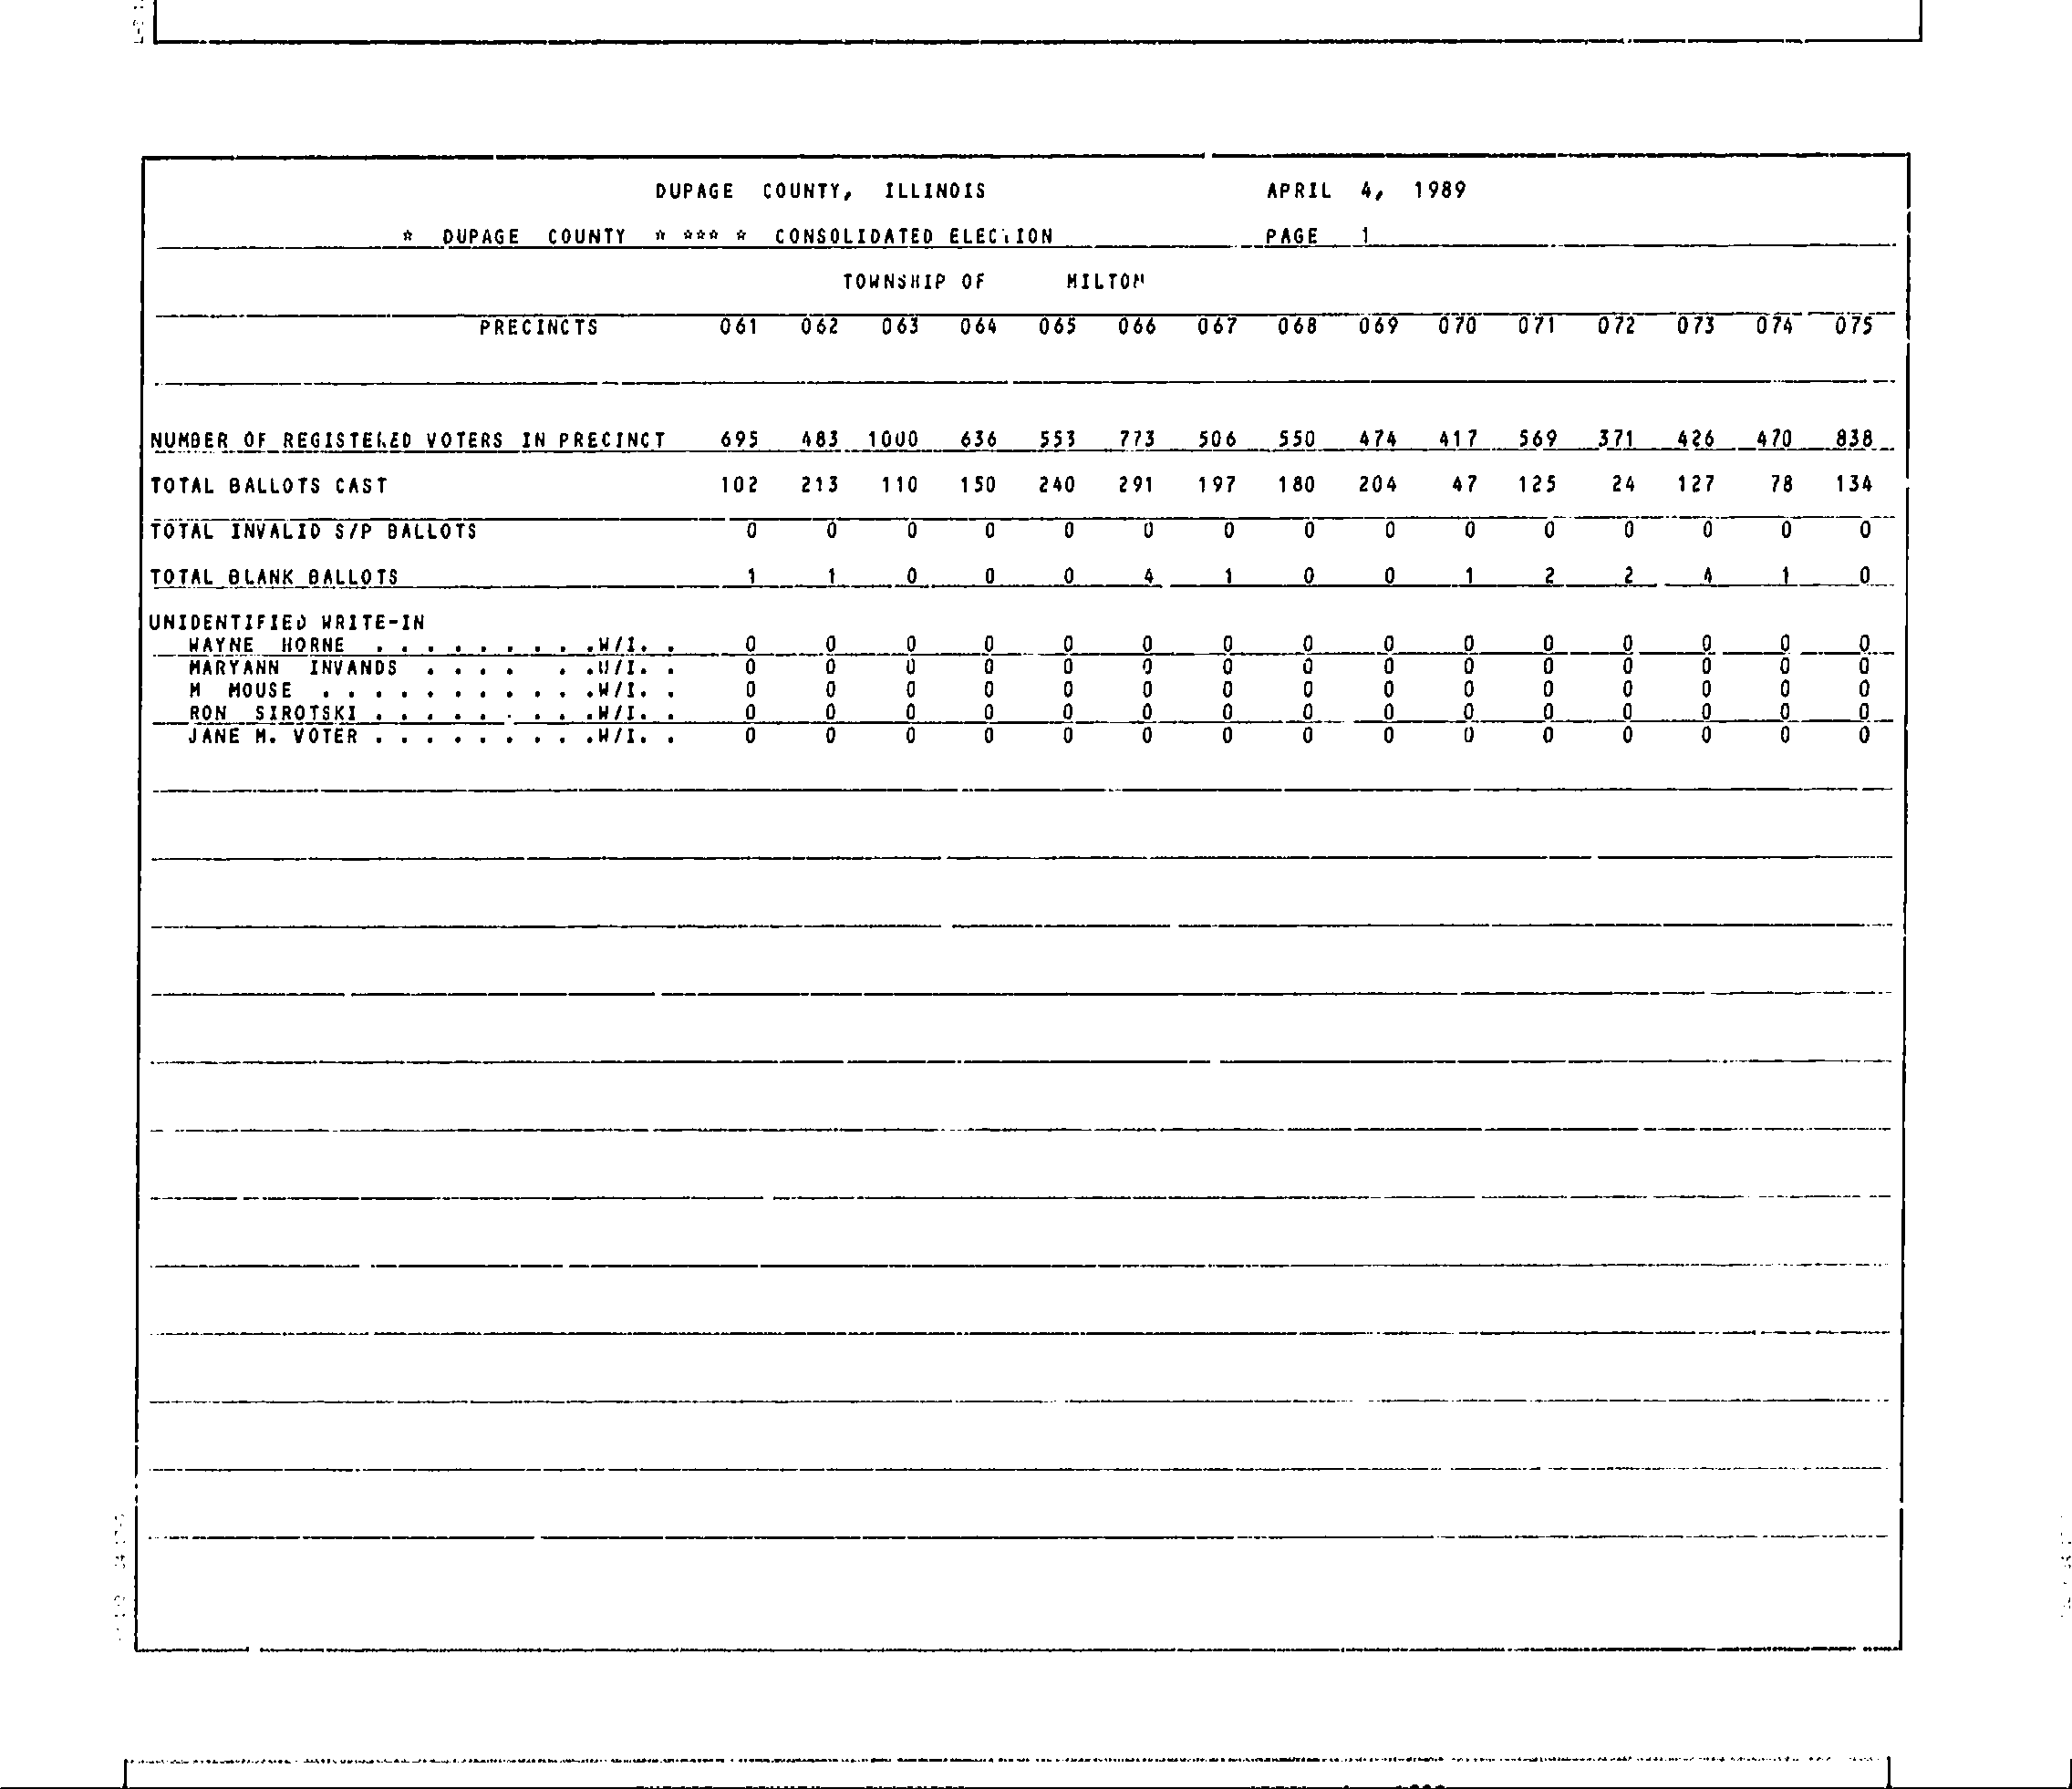 DUPAGE COUNTY, ILLINOIS APRIL 4, 1989
* DUPAGE COUNTY * *** * CONSOLIDATED ELECTION PAGE 1
TOWNSHIP OF MILTON
PRECINCTS 061 062 063 064 065 066 067 068 069 070 071 072 073 074 075
NUMBER OF REGISTERED VOTERS IN PRECINCT 695 483 1000 636 553 773 506 550 474 417 569 371 426 470 838
TOTAL BALLOTS CAST 102 213 110 150 240 291 197 180 204 47 125 24 127 78 134
TOTAL INVALID S/P BALLOTS 0 0 0 0 0 0 0 0 0 0 0 0 0 0 0
TOTAL BLANK BALLOTS 1 1 0 0 0 4 1 0 0 1 2 2 4 1 0
UNIDENTIFIED WRITE-IN
WAYNE HORNE . . . . . . . . .W/I. . 0 0 0 0 0 0 0 0 0 0 0 0 0 0 0
MARYANN INVANDS . . . . . .W/I. . 0 0 0 0 0 0 0 0 0 0 0 0 0 0 0
M MOUSE . . . . . . . . . . .W/I. . 0 0 0 0 0 0 0 0 0 0 0 0 0 0 0
RON SIROTSKI . . . . . . . . .W/I. . 0 0 0 0 0 0 0 0 0 0 0 0 0 0 0
JANE M. VOTER . . . . . . . . .W/I. . 0 0 0 0 0 0 0 0 0 0 0 0 0 0 0